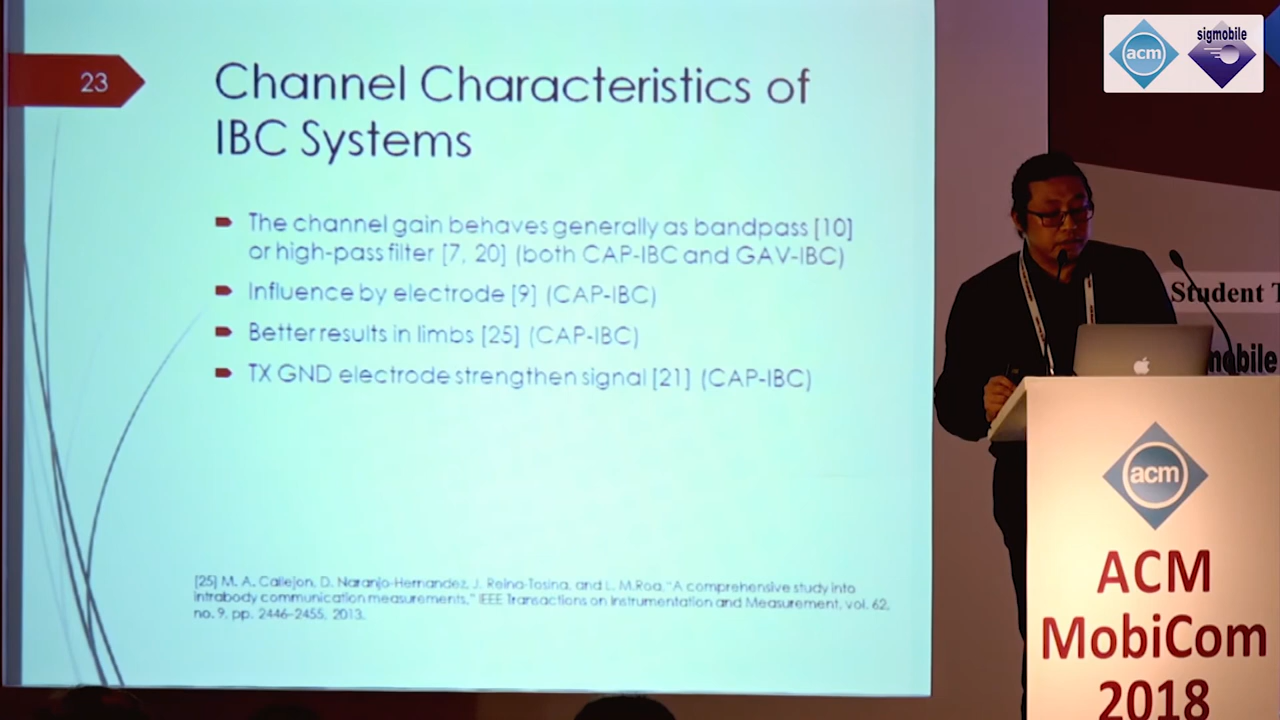 23
Channel Characteristics of
IBC Systems
The channel gain behaves generally as bandpass [10]
or high-pass filter [7, 20] (both CAP-IBC and GAV-IBC)
Influence by electrode [9] (CAP-IBC)
Better results in limbs [25] (CAP-IBC)
TX GND electrode strengthen signal [21] (CAP-IBC)
[25] M. A. Callejon, D. Naranjo-Hernandez, J. Reina-Tosina, and L. M.Roa, "A comprehensive study into
intrabody communication measurements," IEEE Transactions on Instrumentation and Measurement, vol. 62,
no. 9, pp. 2446–2455, 2013.
acm
sigmobile
Student
acm
ACM
MobiCom
2018